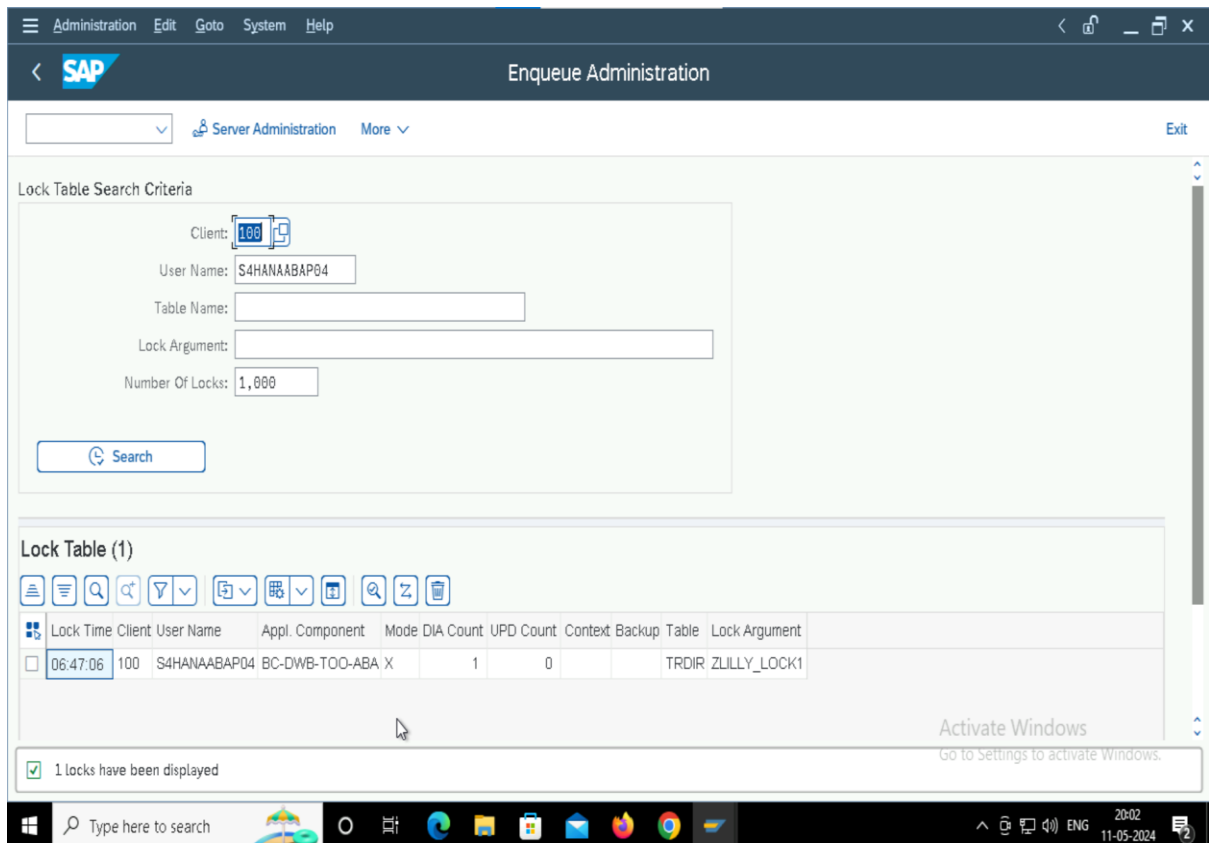 Administration Edit Goto System Help
SAP Enqueue Administration
Server Administration More Exit
Lock Table Search Criteria
Client: 100
User Name: S4HANAABAP04
Table Name:
Lock Argument:
Number Of Locks: 1,000
Search
Lock Table (1)
Lock Time Client User Name Appl. Component Mode DIA Count UPD Count Context Backup Table Lock Argument
06:47:06 100 S4HANAABAP04 BC-DWB-TOO-ABA X 1 0 TRDIR ZLILLY_LOCK1
Activate Windows
Go to Settings to activate Windows.
1 locks have been displayed
Type here to search ENG 20:02
11-05-2024 2